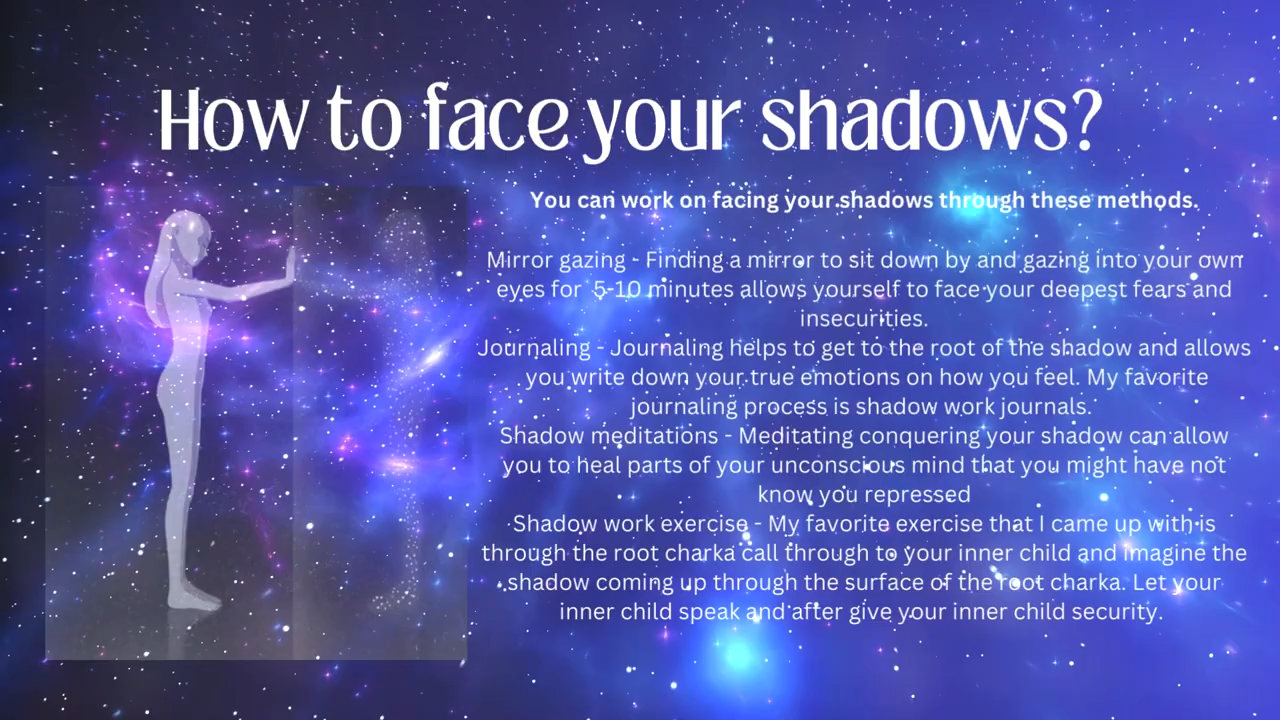 How to face your shadows?
You can work on facing your shadows through these methods.
Mirror gazing - Finding a mirror to sit down by and gazing into your own
eyes for 5-10 minutes allows yourself to face your deepest fears and
insecurities.
Journaling - Journaling helps to get to the root of the shadow and allows
you write down your true emotions on how you feel. My favorite
journaling process is shadow work journals.
Shadow meditations - Meditating conquering your shadow can allow
you to heal parts of your unconscious mind that you might have not
know you repressed
Shadow work exercise - My favorite exercise that I came up with is
through the root charka call through to your inner child and imagine the
shadow coming up through the surface of the root charka. Let your
inner child speak and after give your inner child security.